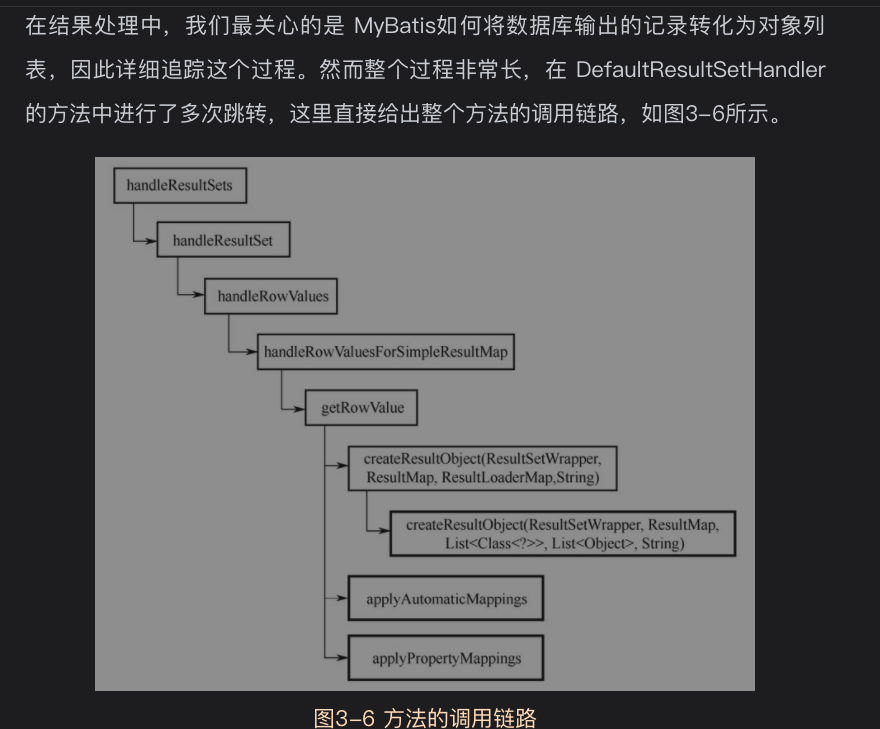 在结果处理中，我们最关心的是 MyBatis如何将数据库输出的记录转化为对象列
表，因此详细追踪这个过程。然而整个过程非常长，在 DefaultResultSetHandler
的方法中进行了多次跳转，这里直接给出整个方法的调用链路，如图3-6所示。
handleResultSets
handleResultSet
handleRowValues
handleRowValuesForSimpleResultMap
getRowValue
createResultObject(ResultSetWrapper,
ResultMap, ResultLoaderMap,String)
createResultObject(ResultSetWrapper, ResultMap,
List<Class<?>>, List<Object>, String)
applyAutomaticMappings
applyPropertyMappings
图3-6 方法的调用链路